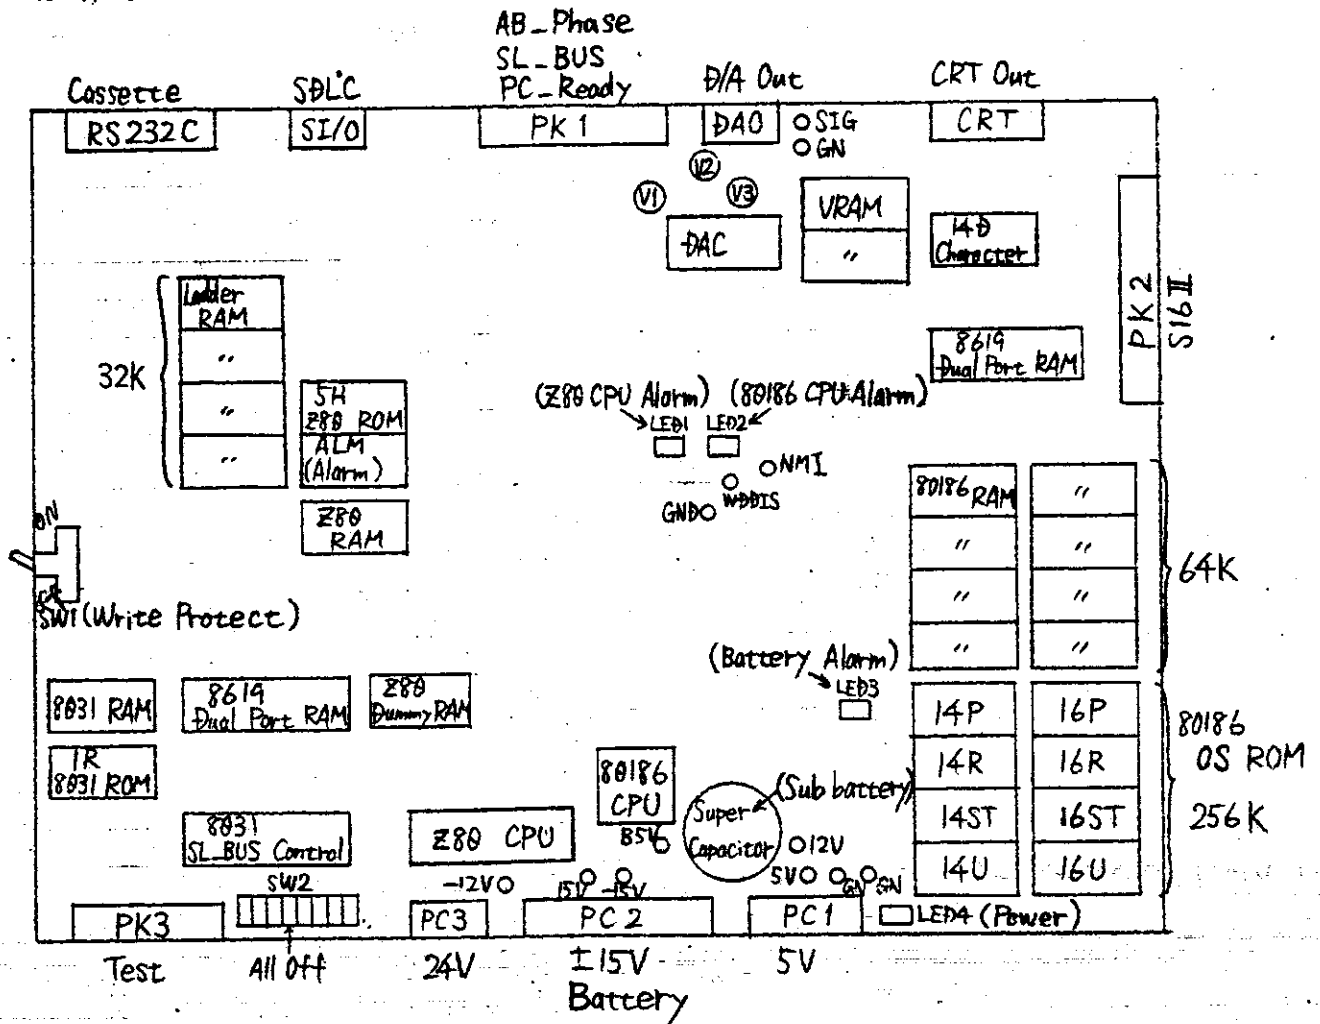 AB_Phase
SL_BUS
PC_Ready
Cassette
SDLC
D/A Out
CRT Out
RS232C
SI/O
PK1
DAO
SIG
GN
CRT
V2
V1
V3
VRAM
〃
DAC
14D
Character
PK2
S16II
Ladder
RAM
〃
〃
〃
32K
8619
Dual Port RAM
5H
Z80 ROM
ALM
(Alarm)
(Z80 CPU Alarm)
(80186 CPU Alarm)
LED1
LED2
NMI
WDDIS
GND
Z80
RAM
80186 RAM
〃
〃
〃
〃
〃
〃
〃
64K
ON
SW1 (Write Protect)
(Battery Alarm)
LED3
8031 RAM
8619
Dual Port RAM
Z80
Dummy RAM
14P
16P
14R
16R
14ST
16ST
14U
16U
80186
OS ROM
256K
1R
8031 ROM
80186
CPU
B5V
Super
Capacitor
(Sub battery)
12V
8031
SL_BUS Control
Z80 CPU
-12V
15V
-15V
5V
GN
GN
SW2
PK3
PC3
PC2
PC1
LED4 (Power)
Test
All Off
24V
±15V
5V
Battery